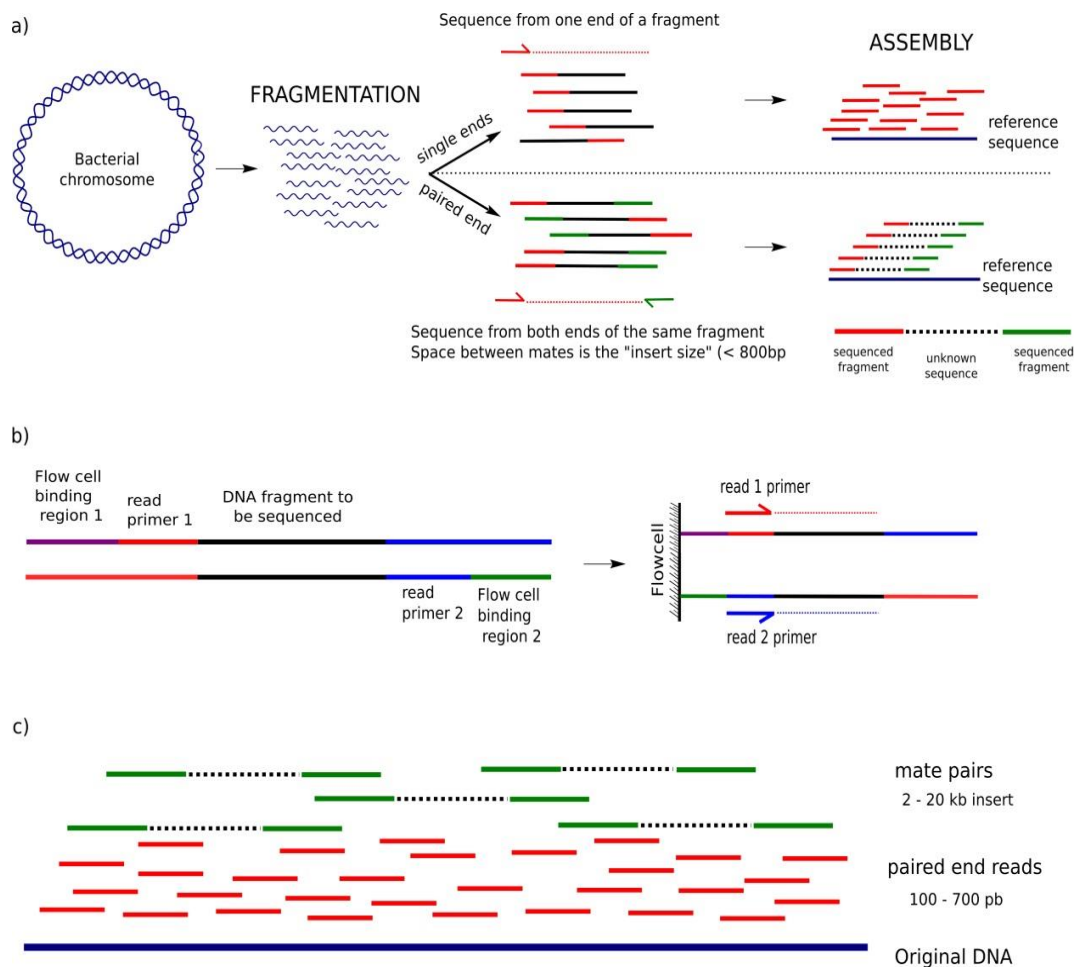 a)
Sequence from one end of a fragment
ASSEMBLY
FRAGMENTATION
Bacterial
chromosome
single ends
reference
sequence
paired end
reference
sequence
Sequence from both ends of the same fragment
Space between mates is the "insert size" (< 800bp
sequenced
fragment
unknown
sequence
sequenced
fragment
b)
Flow cell
binding
region 1
read
primer 1
DNA fragment to
be sequenced
read
primer 2
Flow cell
binding
region 2
Flowcell
read 1 primer
read 2 primer
c)
mate pairs
2 - 20 kb insert
paired end reads
100 - 700 pb
Original DNA